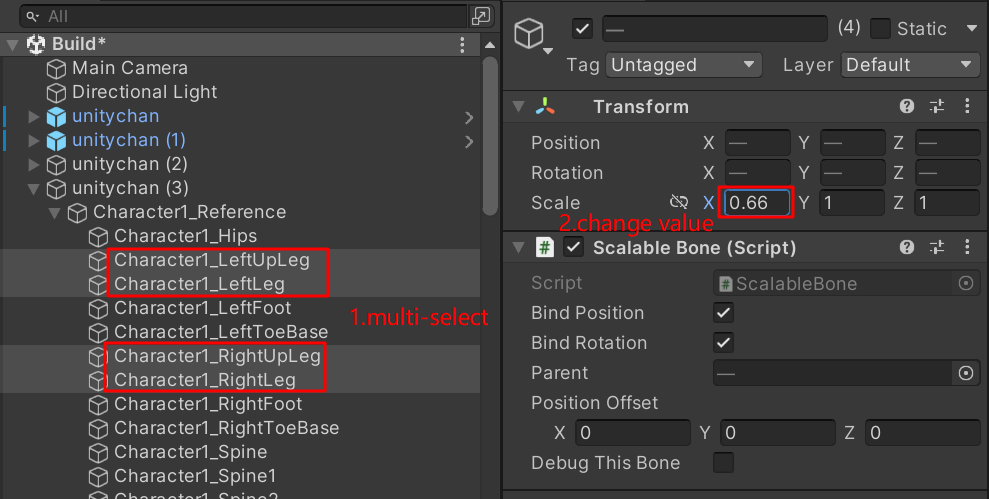 All
Build*
Main Camera
Directional Light
unitychan
unitychan (1)
unitychan (2)
unitychan (3)
Character1_Reference
Character1_Hips
Character1_LeftUpLeg
Character1_LeftLeg
Character1_LeftFoot
Character1_LeftToeBase
Character1_RightUpLeg
Character1_RightLeg
Character1_RightFoot
Character1_RightToeBase
Character1_Spine
Character1_Spine1
Character1_Spine2
1.multi-select
— (4) Static
Tag Untagged Layer Default
Transform
Position X — Y — Z —
Rotation X — Y — Z —
Scale X 0.66 Y 1 Z 1
2.change value
# Scalable Bone (Script)
Script # ScalableBone
Bind Position
Bind Rotation
Parent —
Position Offset
X 0 Y 0 Z 0
Debug This Bone